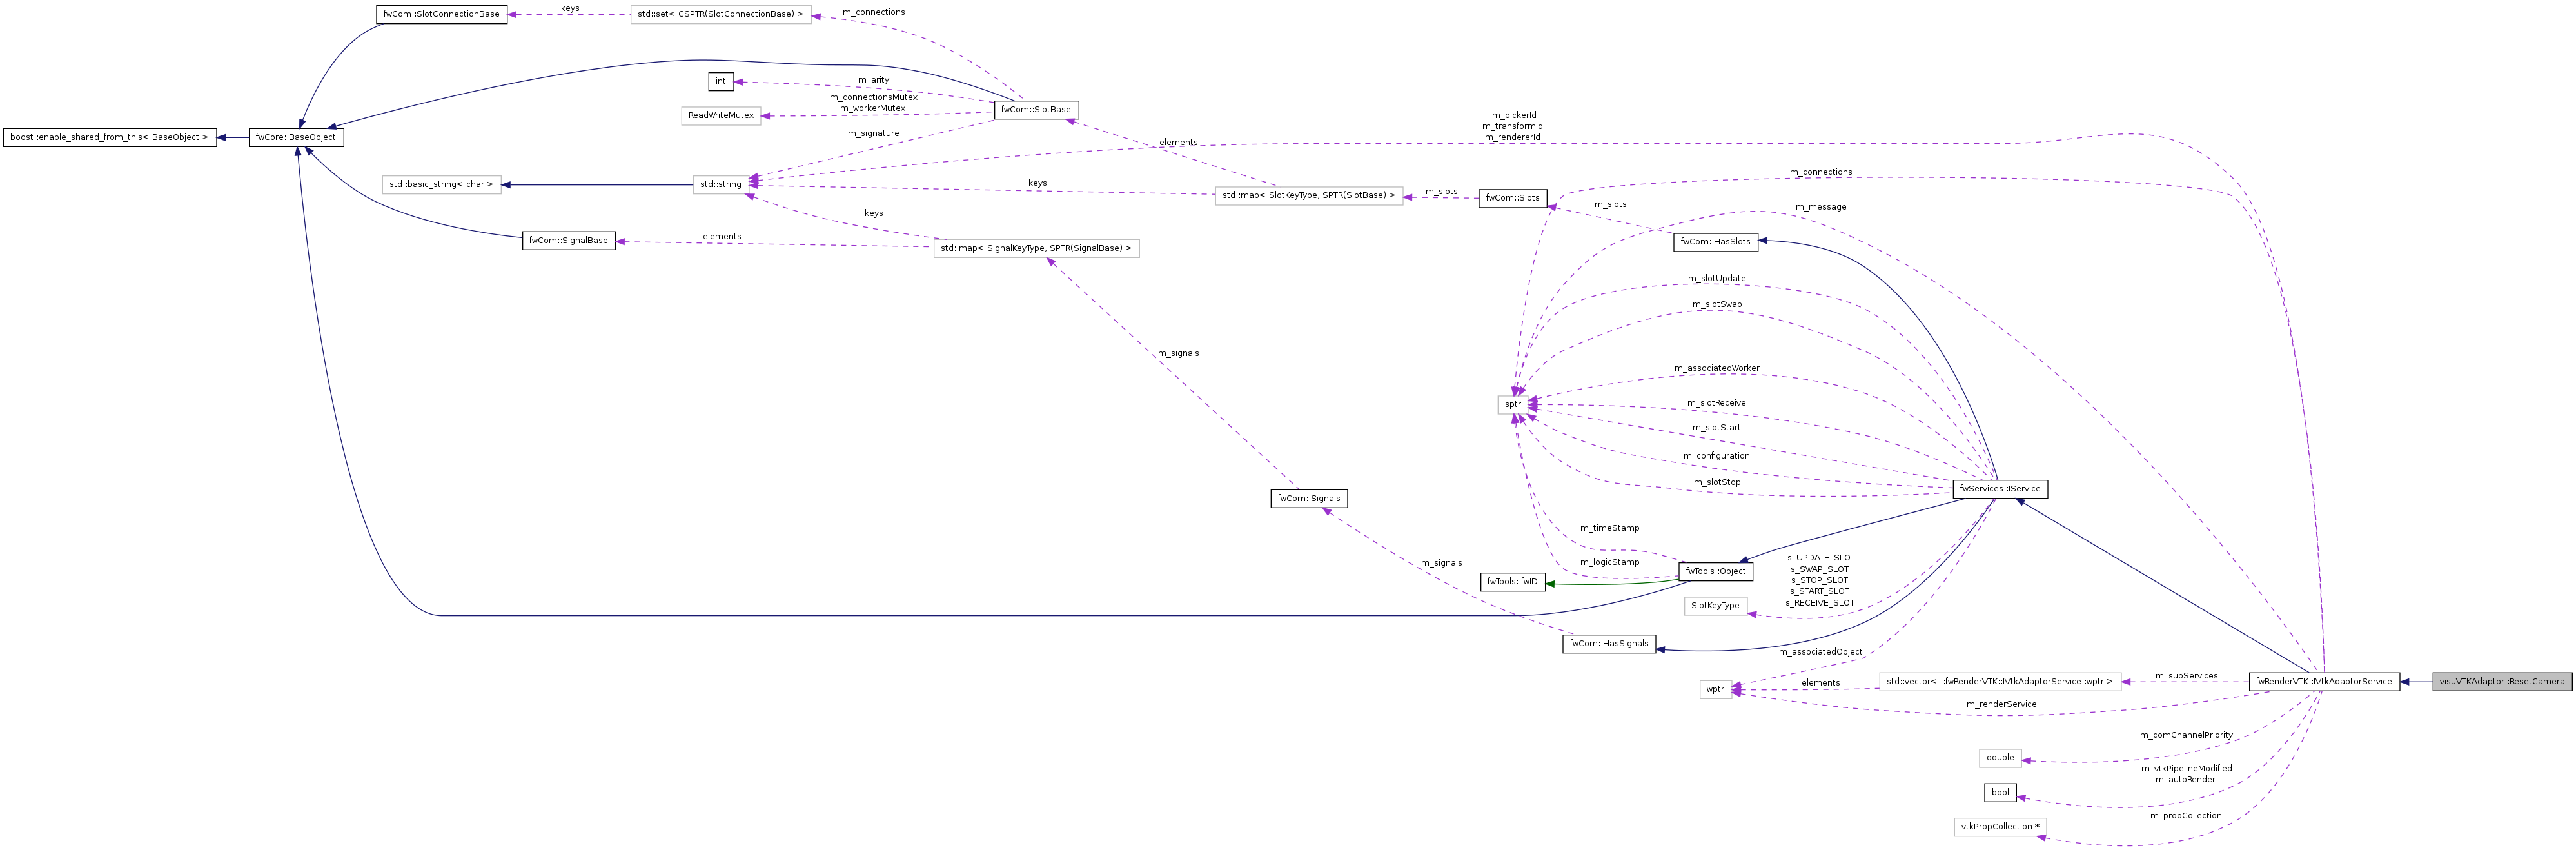 fwCom::SlotConnectionBase
keys
std::set< CSPTR(SlotConnectionBase) >
m_connections
int
m_arity
m_connectionsMutex
m_workerMutex
ReadWriteMutex
fwCom::SlotBase
boost::enable_shared_from_this< BaseObject >
fwCore::BaseObject
m_signature
elements
m_pickerId
m_transformId
m_rendererId
std::basic_string< char >
std::string
keys
std::map< SlotKeyType, SPTR(SlotBase) >
m_slots
fwCom::Slots
m_slots
m_connections
m_message
keys
fwCom::SignalBase
elements
std::map< SignalKeyType, SPTR(SignalBase) >
fwCom::HasSlots
m_slotUpdate
m_slotSwap
m_signals
m_associatedWorker
sptr
m_slotReceive
m_slotStart
m_configuration
m_slotStop
fwServices::IService
fwCom::Signals
m_timeStamp
m_logicStamp
m_signals
fwTools::fwID
fwTools::Object
s_UPDATE_SLOT
s_SWAP_SLOT
s_STOP_SLOT
s_START_SLOT
s_RECEIVE_SLOT
SlotKeyType
fwCom::HasSignals
m_associatedObject
wptr
elements
std::vector< ::fwRenderVTK::IVtkAdaptorService::wptr >
m_subServices
fwRenderVTK::IVtkAdaptorService
visuVTKAdaptor::ResetCamera
m_renderService
m_comChannelPriority
double
m_vtkPipelineModified
m_autoRender
bool
m_propCollection
vtkPropCollection *